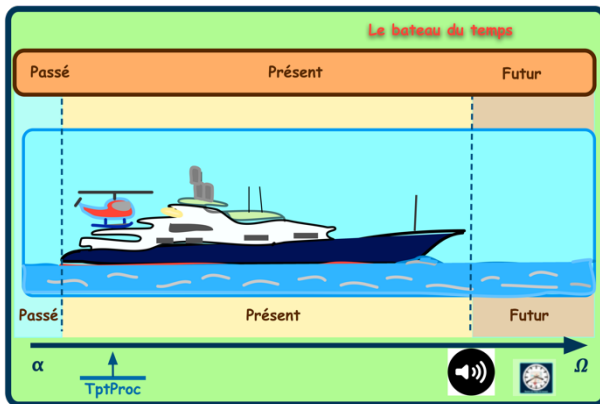 Le bateau du temps
Passé Présent Futur
Passé Présent Futur
α Ω
TptProc